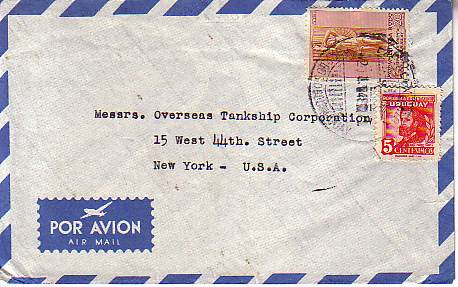 URUGUAY
5
CENTESIMOS
Messrs. Overseas Tankship Corporation,
15 West 44th. Street
New York - U.S.A.
POR AVION
AIR MAIL